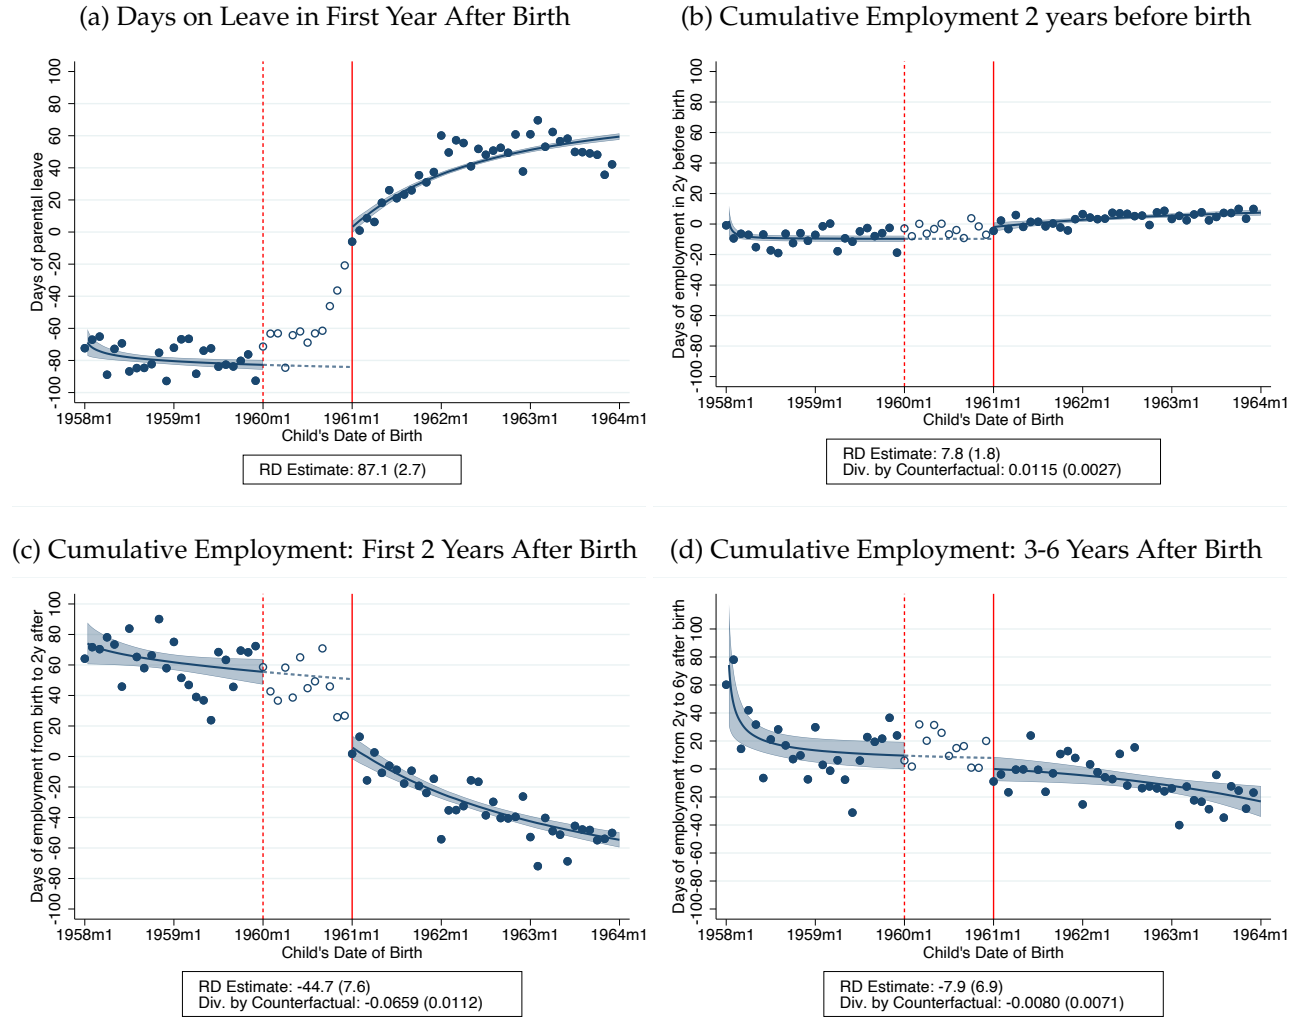 (a) Days on Leave in First Year After Birth
Days of parental leave
100
80
60
40
20
0
-20
-40
-60
-80
-100
1958m1 1959m1 1960m1 1961m1 1962m1 1963m1 1964m1
Child's Date of Birth
RD Estimate: 87.1 (2.7)
(b) Cumulative Employment 2 years before birth
Days of employment in 2y before birth
100
80
60
40
20
0
-20
-40
-60
-80
-100
1958m1 1959m1 1960m1 1961m1 1962m1 1963m1 1964m1
Child's Date of Birth
RD Estimate: 7.8 (1.8)
Div. by Counterfactual: 0.0115 (0.0027)
(c) Cumulative Employment: First 2 Years After Birth
Days of employment from birth to 2y after
100
80
60
40
20
0
-20
-40
-60
-80
-100
1958m1 1959m1 1960m1 1961m1 1962m1 1963m1 1964m1
Child's Date of Birth
RD Estimate: -44.7 (7.6)
Div. by Counterfactual: -0.0659 (0.0112)
(d) Cumulative Employment: 3-6 Years After Birth
Days of employment from 2y to 6y after birth
100
80
60
40
20
0
-20
-40
-60
-80
-100
1958m1 1959m1 1960m1 1961m1 1962m1 1963m1 1964m1
Child's Date of Birth
RD Estimate: -7.9 (6.9)
Div. by Counterfactual: -0.0080 (0.0071)